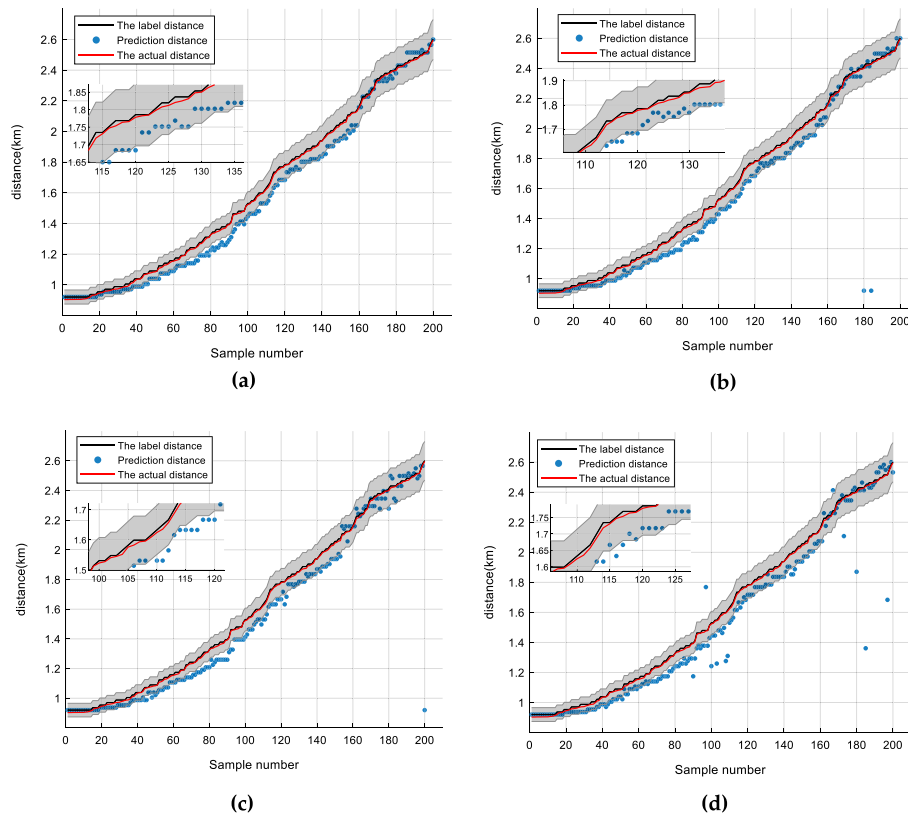 The label distance
Prediction distance
The actual distance
distance(km)
2.6
2.4
2.2
2
1.8
1.6
1.4
1.2
1
1.85
1.8
1.75
1.7
1.65
115 120 125 130 135
0 20 40 60 80 100 120 140 160 180 200
Sample number
(a)
The label distance
Prediction distance
The actual distance
distance(km)
2.6
2.4
2.2
2
1.8
1.6
1.4
1.2
1
1.9
1.8
1.7
110 120 130
0 20 40 60 80 100 120 140 160 180 200
Sample number
(b)
The label distance
Prediction distance
The actual distance
distance(km)
2.6
2.4
2.2
2
1.8
1.6
1.4
1.2
1
1.7
1.6
1.5
100 105 110 115 120
0 20 40 60 80 100 120 140 160 180 200
Sample number
(c)
The label distance
Prediction distance
The actual distance
distance(km)
2.6
2.4
2.2
2
1.8
1.6
1.4
1.2
1
1.75
1.7
1.65
1.6
110 115 120 125
0 20 40 60 80 100 120 140 160 180 200
Sample number
(d)